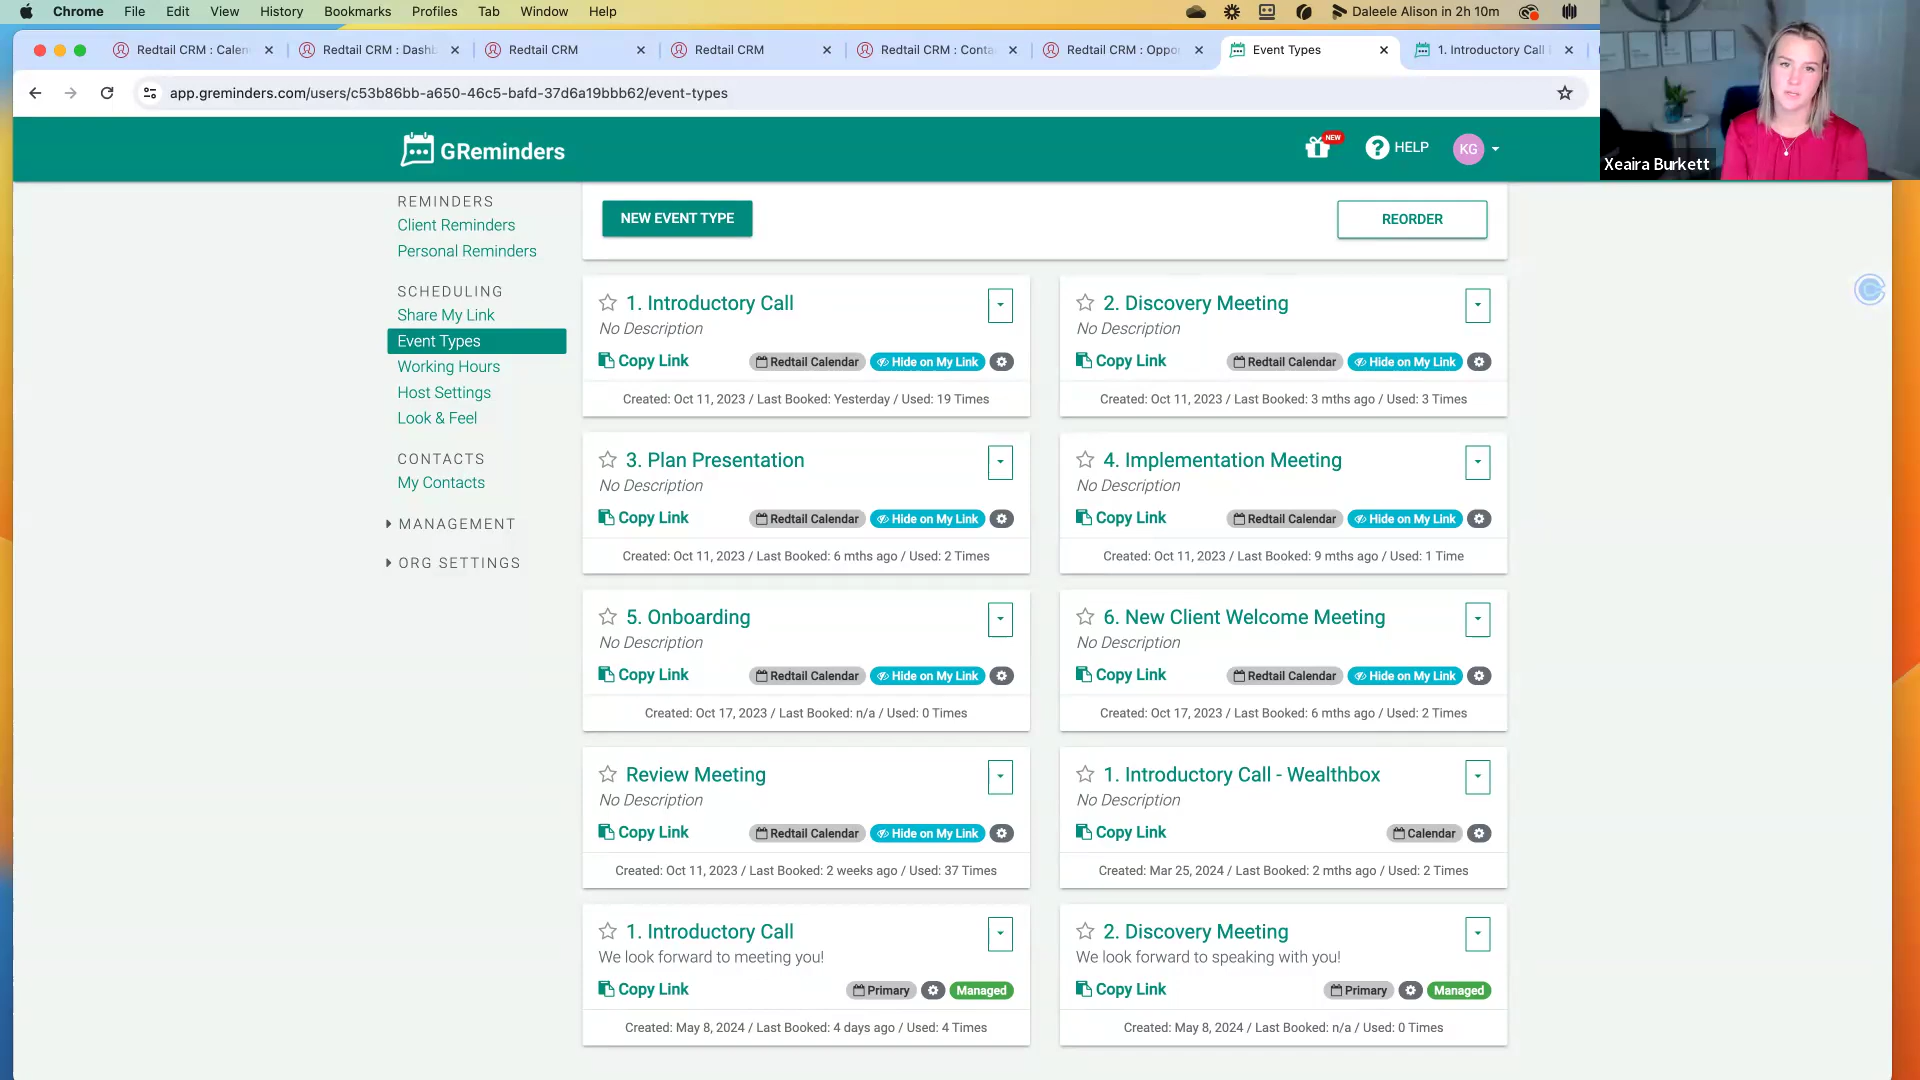 Chrome File Edit View History Bookmarks Profiles Tab Window Help
Daleele Alison in 2h 10m
Redtail CRM : Calen
Redtail CRM : Dashb
Redtail CRM
Redtail CRM
Redtail CRM : Conta
Redtail CRM : Oppo
Event Types
1. Introductory Call
app.greminders.com/users/c53b86bb-a650-46c5-bafd-37d6a19bbb62/event-types
GReminders
NEW
HELP
KG
Xeaira Burkett
REMINDERS
Client Reminders
Personal Reminders
SCHEDULING
Share My Link
Event Types
Working Hours
Host Settings
Look & Feel
CONTACTS
My Contacts
MANAGEMENT
ORG SETTINGS
NEW EVENT TYPE
REORDER
1. Introductory Call
No Description
Copy Link Redtail Calendar Hide on My Link
Created: Oct 11, 2023 / Last Booked: Yesterday / Used: 19 Times
2. Discovery Meeting
No Description
Copy Link Redtail Calendar Hide on My Link
Created: Oct 11, 2023 / Last Booked: 3 mths ago / Used: 3 Times
3. Plan Presentation
No Description
Copy Link Redtail Calendar Hide on My Link
Created: Oct 11, 2023 / Last Booked: 6 mths ago / Used: 2 Times
4. Implementation Meeting
No Description
Copy Link Redtail Calendar Hide on My Link
Created: Oct 11, 2023 / Last Booked: 9 mths ago / Used: 1 Time
5. Onboarding
No Description
Copy Link Redtail Calendar Hide on My Link
Created: Oct 17, 2023 / Last Booked: n/a / Used: 0 Times
6. New Client Welcome Meeting
No Description
Copy Link Redtail Calendar Hide on My Link
Created: Oct 17, 2023 / Last Booked: 6 mths ago / Used: 2 Times
Review Meeting
No Description
Copy Link Redtail Calendar Hide on My Link
Created: Oct 11, 2023 / Last Booked: 2 weeks ago / Used: 37 Times
1. Introductory Call - Wealthbox
No Description
Copy Link Calendar
Created: Mar 25, 2024 / Last Booked: 2 mths ago / Used: 2 Times
1. Introductory Call
We look forward to meeting you!
Copy Link Primary Managed
Created: May 8, 2024 / Last Booked: 4 days ago / Used: 4 Times
2. Discovery Meeting
We look forward to speaking with you!
Copy Link Primary Managed
Created: May 8, 2024 / Last Booked: n/a / Used: 0 Times